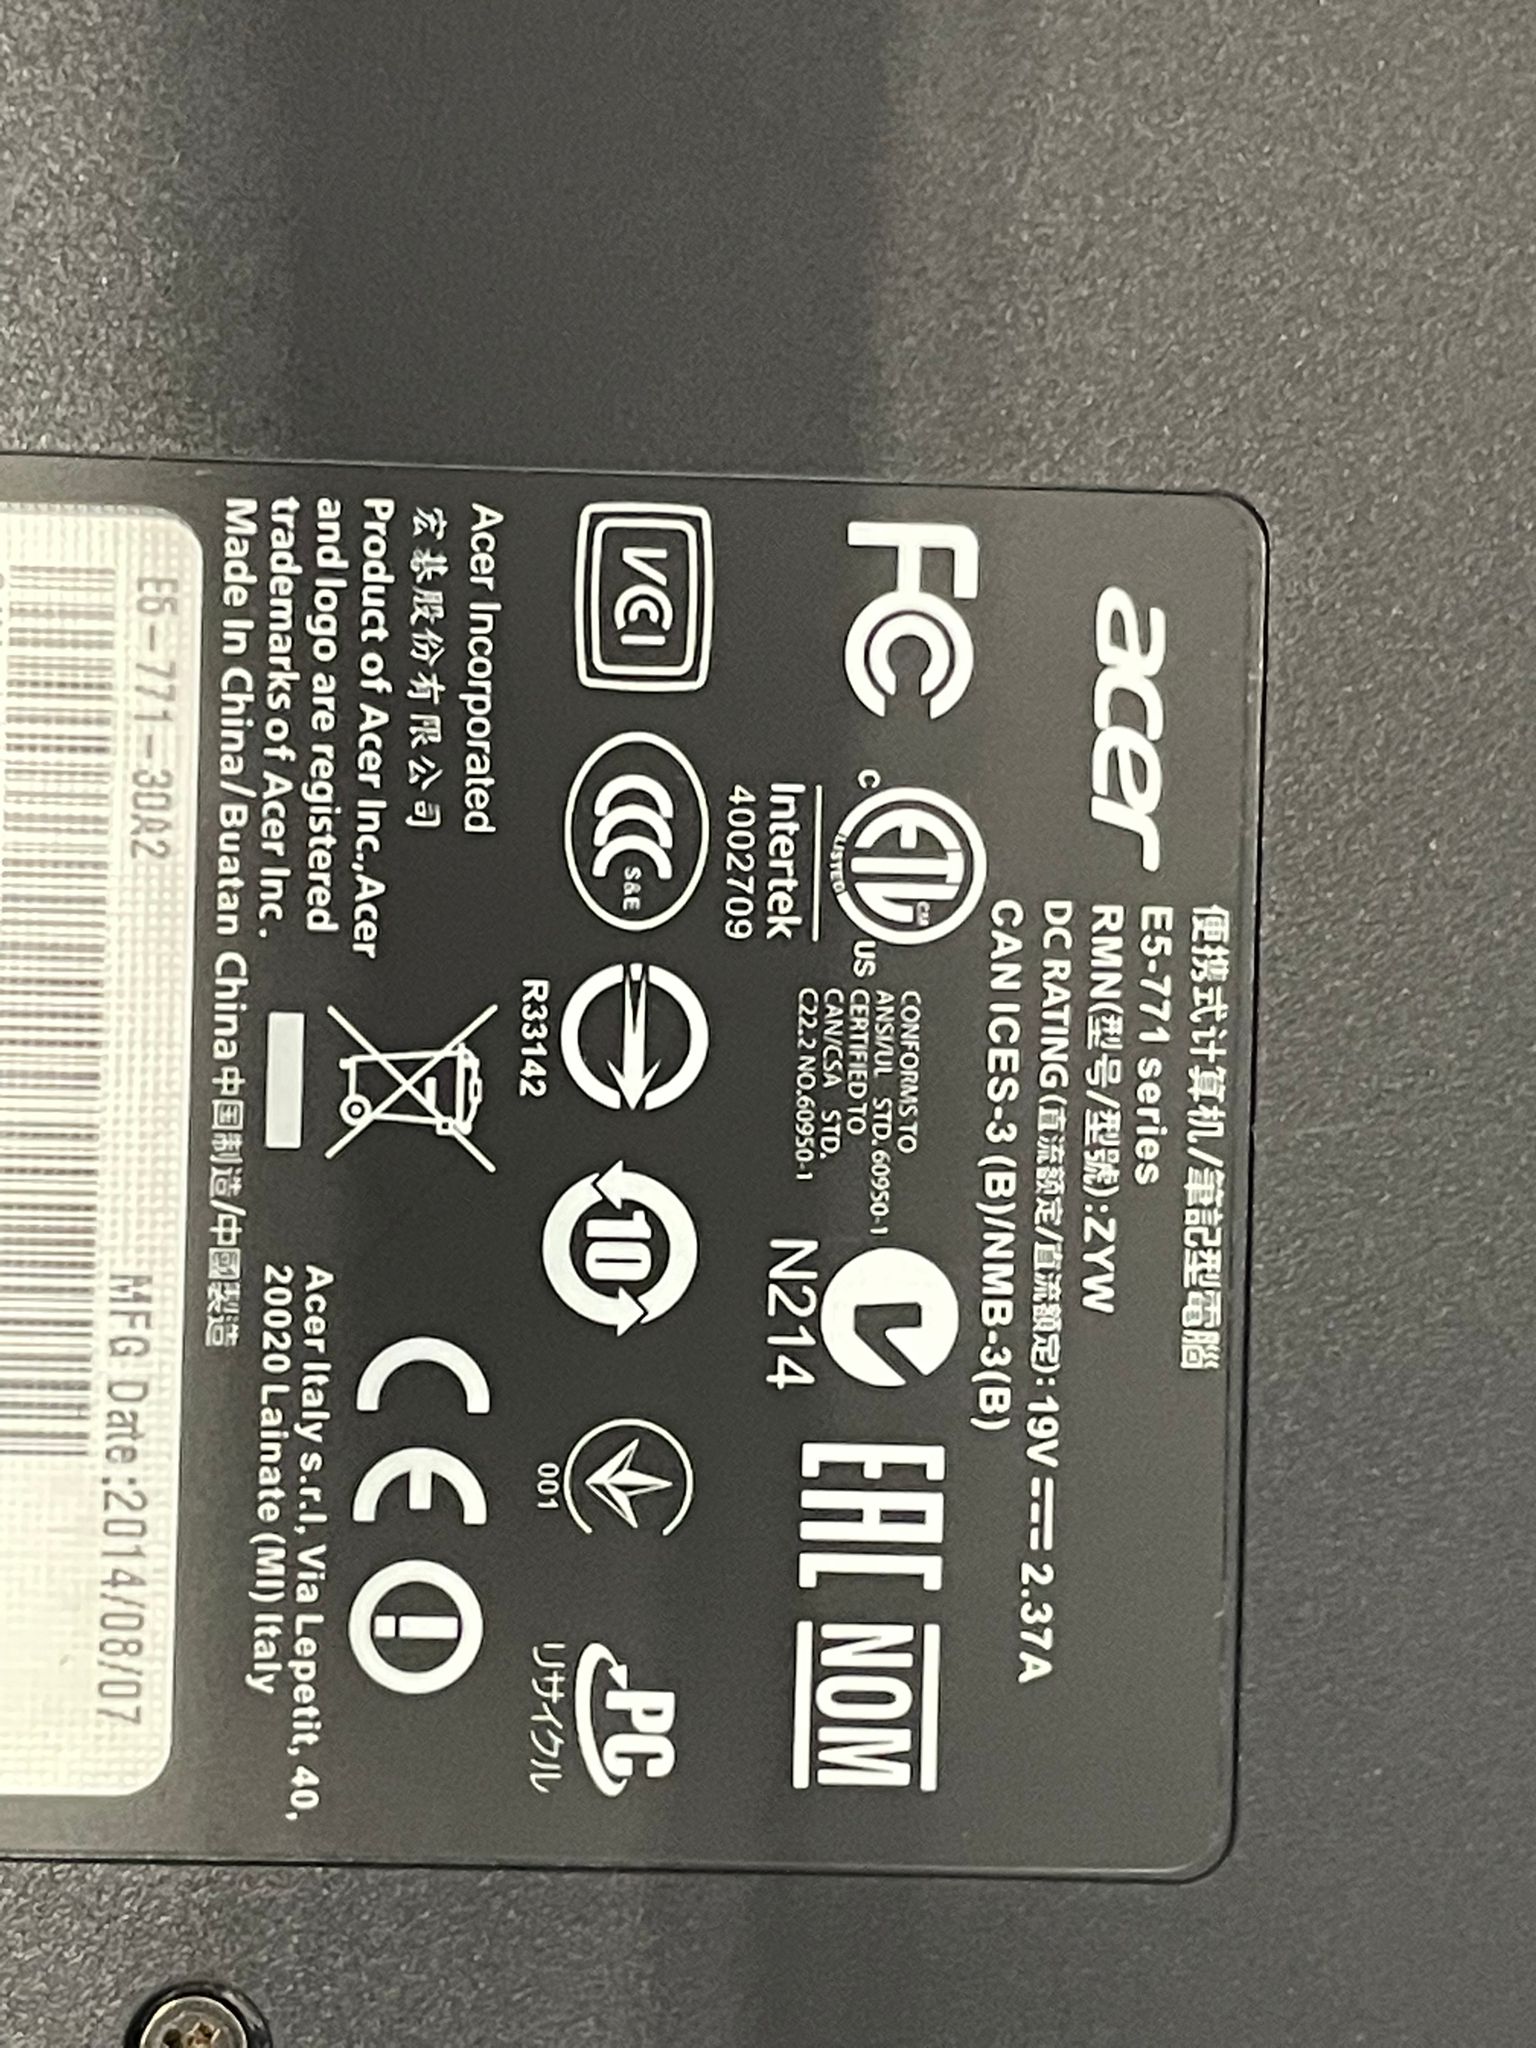 acer
便携式计算机/筆記型電腦
E5-771 series
RMN(型号/型號):ZYW
DC RATING(直流额定/直流額定):19V⎓2.37A
CAN ICES-3 (B)/NMB-3(B)
FC
C ETL CM US
LISTED
Intertek
4002709
CONFORMS TO
ANSI/UL STD.60950-1
CERTIFIED TO
CAN/CSA STD.
C22.2 NO.60950-1
N214
EAC
NOM
VCI
CCC S&E
R33142
10
001
PC
リサイクル
Acer Incorporated
宏碁股份有限公司
Product of Acer Inc.,Acer
and logo are registered
trademarks of Acer Inc.
Made In China/Buatan China 中国制造/中國製造
CE
Acer Italy s.r.l, Via Lepetit, 40,
20020 Lainate (MI) Italy
E5-771-30A2
MFG Date:2014/08/07